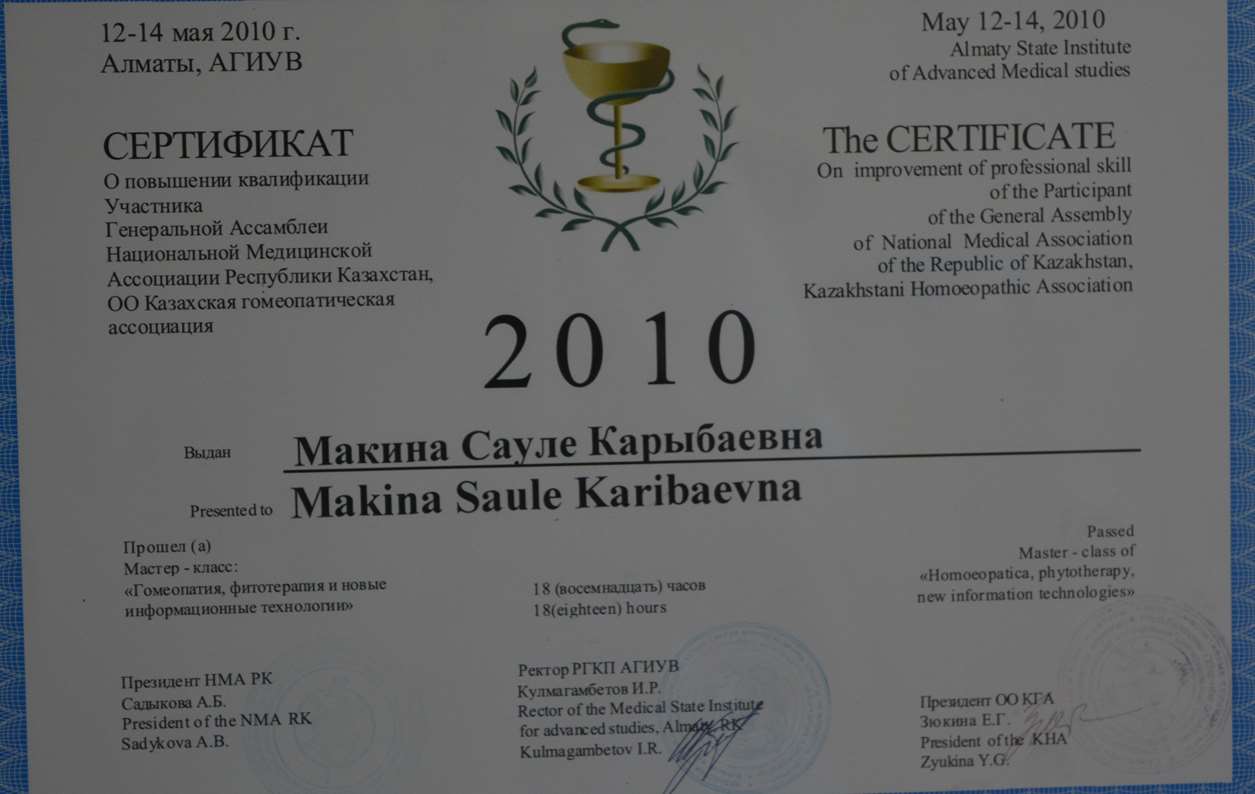 12-14 мая 2010 г.
Алматы, АГИУВ
СЕРТИФИКАТ
О повышении квалификации
Участника
Генеральной Ассамблеи
Национальной Медицинской
Ассоциации Республики Казахстан,
ОО Казахская гомеопатическая
ассоциация
May 12-14, 2010
Almaty State Institute
of Advanced Medical studies
The CERTIFICATE
On improvement of professional skill
of the Participant
of the General Assembly
of National Medical Association
of the Republic of Kazakhstan,
Kazakhstani Homoeopathic Association
2010
Выдан Макина Сауле Карыбаевна
Presented to Makina Saule Karibaevna
Прошел (а)
Мастер - класс:
«Гомеопатия, фитотерапия и новые
информационные технологии»
18 (восемнадцать) часов
18(eighteen) hours
Passed
Master - class of
«Homoeopatica, phytotherapy,
new information technologies»
Президент НМА РК
Садыкова А.Б.
President of the NMA RK
Sadykova A.B.
Ректор РГКП АГИУВ
Кулмагамбетов И.Р.
Rector of the Medical State Institute
for advanced studies, Almaty RK
Kulmagambetov I.R.
Президент ОО КГА
Зюкина Е.Г.
President of the KHA
Zyukina Y.G.